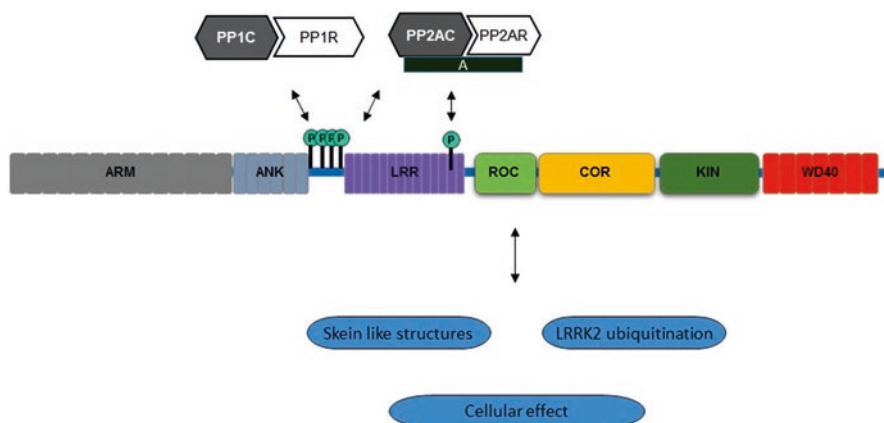 PP1C PP1R PP2AC PP2AR
A
P P P P P
ARM ANK LRR ROC COR KIN WD40
Skein like structures LRRK2 ubiquitination
Cellular effect